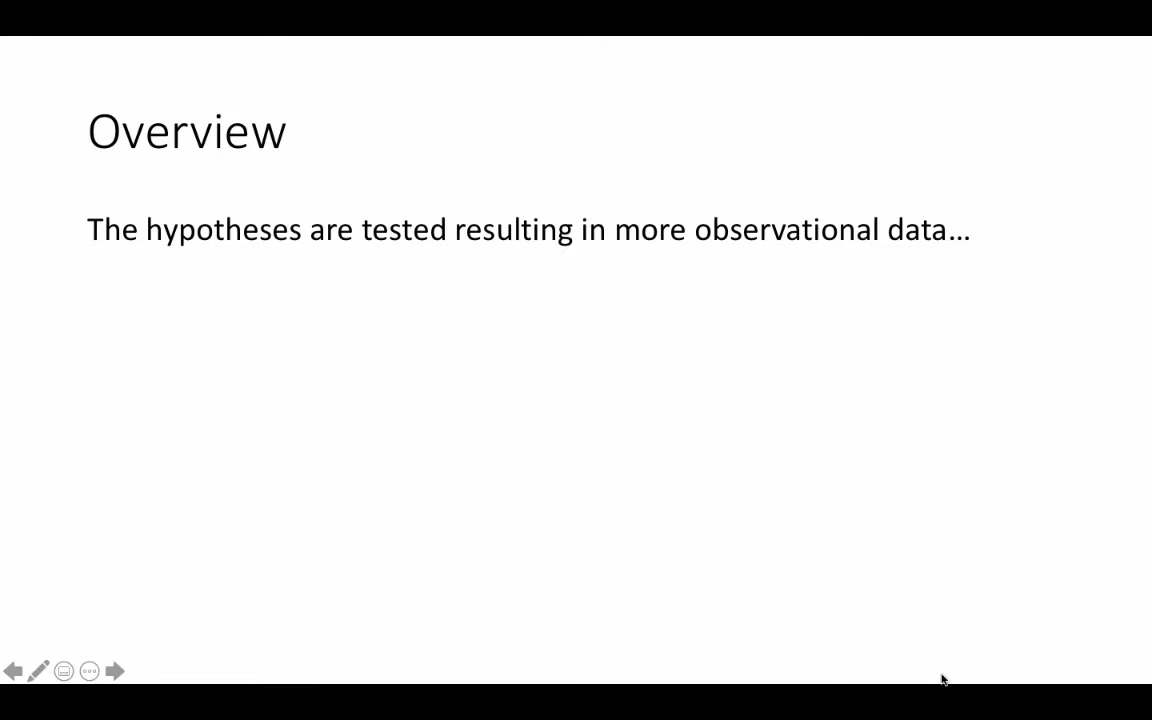 Overview
The hypotheses are tested resulting in more observational data...